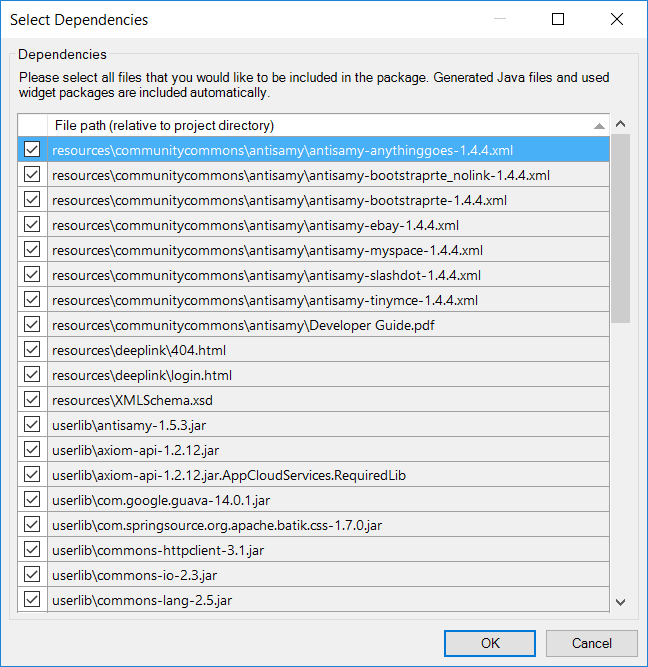 Select Dependencies
Dependencies
Please select all files that you would like to be included in the package. Generated Java files and used
widget packages are included automatically.
File path (relative to project directory)
resources\communitycommons\antisamy\antisamy-anythinggoes-1.4.4.xml
resources\communitycommons\antisamy\antisamy-bootstraprte_nolink-1.4.4.xml
resources\communitycommons\antisamy\antisamy-bootstraprte-1.4.4.xml
resources\communitycommons\antisamy\antisamy-ebay-1.4.4.xml
resources\communitycommons\antisamy\antisamy-myspace-1.4.4.xml
resources\communitycommons\antisamy\antisamy-slashdot-1.4.4.xml
resources\communitycommons\antisamy\antisamy-tinymce-1.4.4.xml
resources\communitycommons\antisamy\Developer Guide.pdf
resources\deeplink\404.html
resources\deeplink\login.html
resources\XMLSchema.xsd
userlib\antisamy-1.5.3.jar
userlib\axiom-api-1.2.12.jar
userlib\axiom-api-1.2.12.jar.AppCloudServices.RequiredLib
userlib\com.google.guava-14.0.1.jar
userlib\com.springsource.org.apache.batik.css-1.7.0.jar
userlib\commons-httpclient-3.1.jar
userlib\commons-io-2.3.jar
userlib\commons-lang-2.5.jar
OK
Cancel